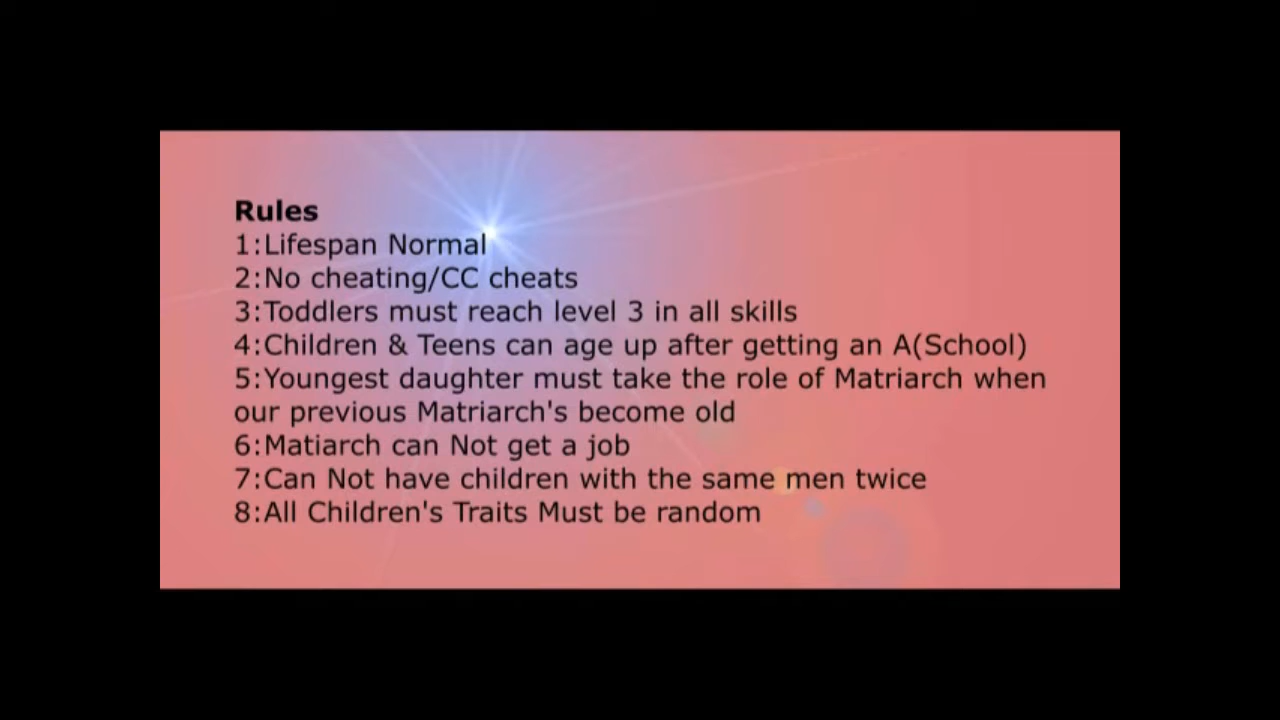 Rules
1:Lifespan Normal
2:No cheating/CC cheats
3:Toddlers must reach level 3 in all skills
4:Children & Teens can age up after getting an A(School)
5:Youngest daughter must take the role of Matriarch when
our previous Matriarch's become old
6:Matiarch can Not get a job
7:Can Not have children with the same men twice
8:All Children's Traits Must be random